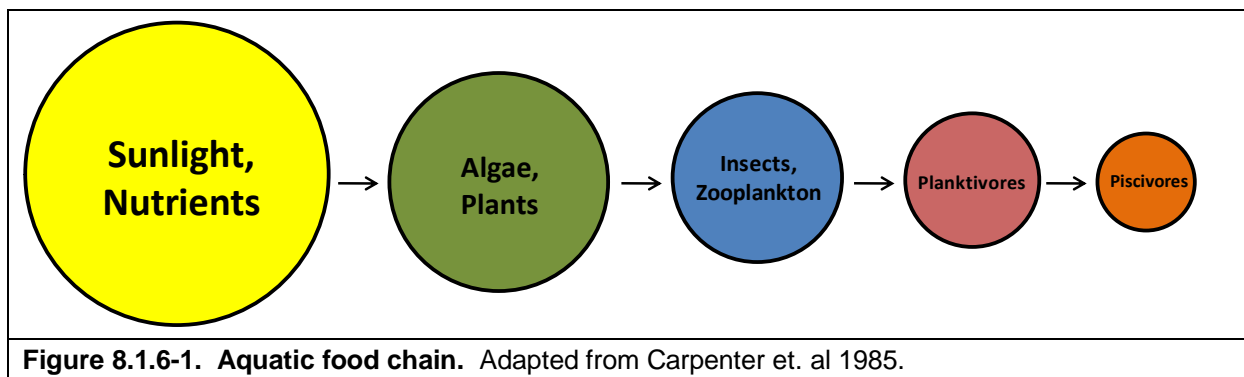 Sunlight,
Nutrients
Algae,
Plants
Insects,
Zooplankton
Planktivores
Piscivores
Figure 8.1.6-1. Aquatic food chain. Adapted from Carpenter et. al 1985.